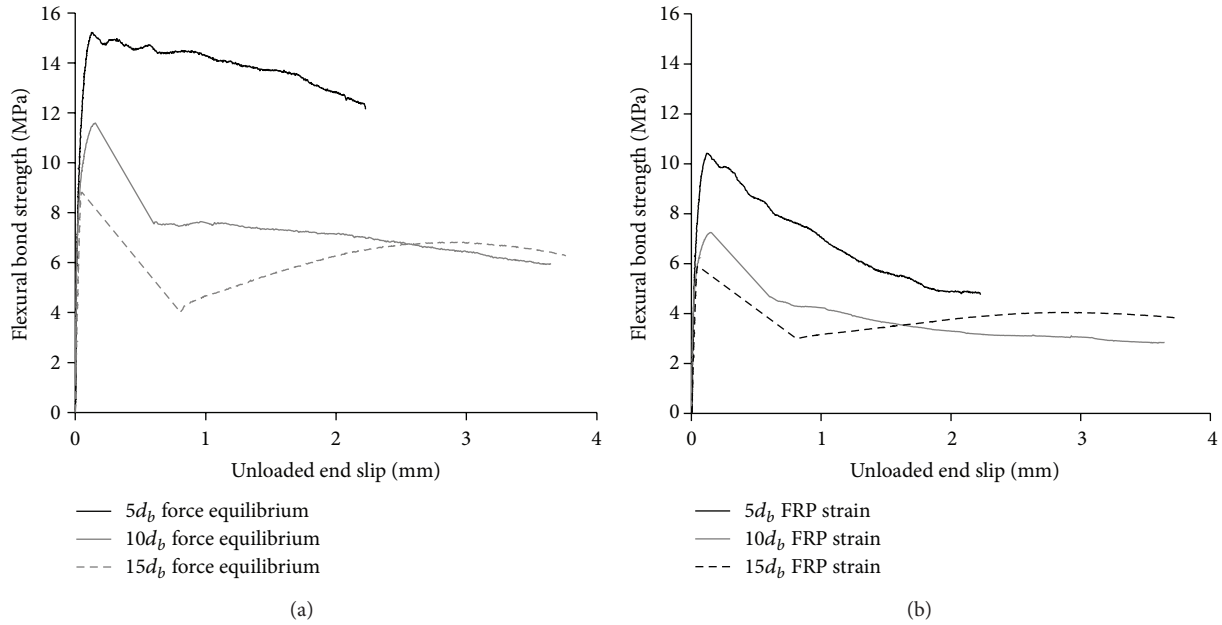 16
14
12
10
8
6
4
2
0
Flexural bond strength (MPa)
0 1 2 3 4
Unloaded end slip (mm)
5d_b force equilibrium
10d_b force equilibrium
15d_b force equilibrium
(a)
16
14
12
10
8
6
4
2
0
Flexural bond strength (MPa)
0 1 2 3 4
Unloaded end slip (mm)
5d_b FRP strain
10d_b FRP strain
15d_b FRP strain
(b)